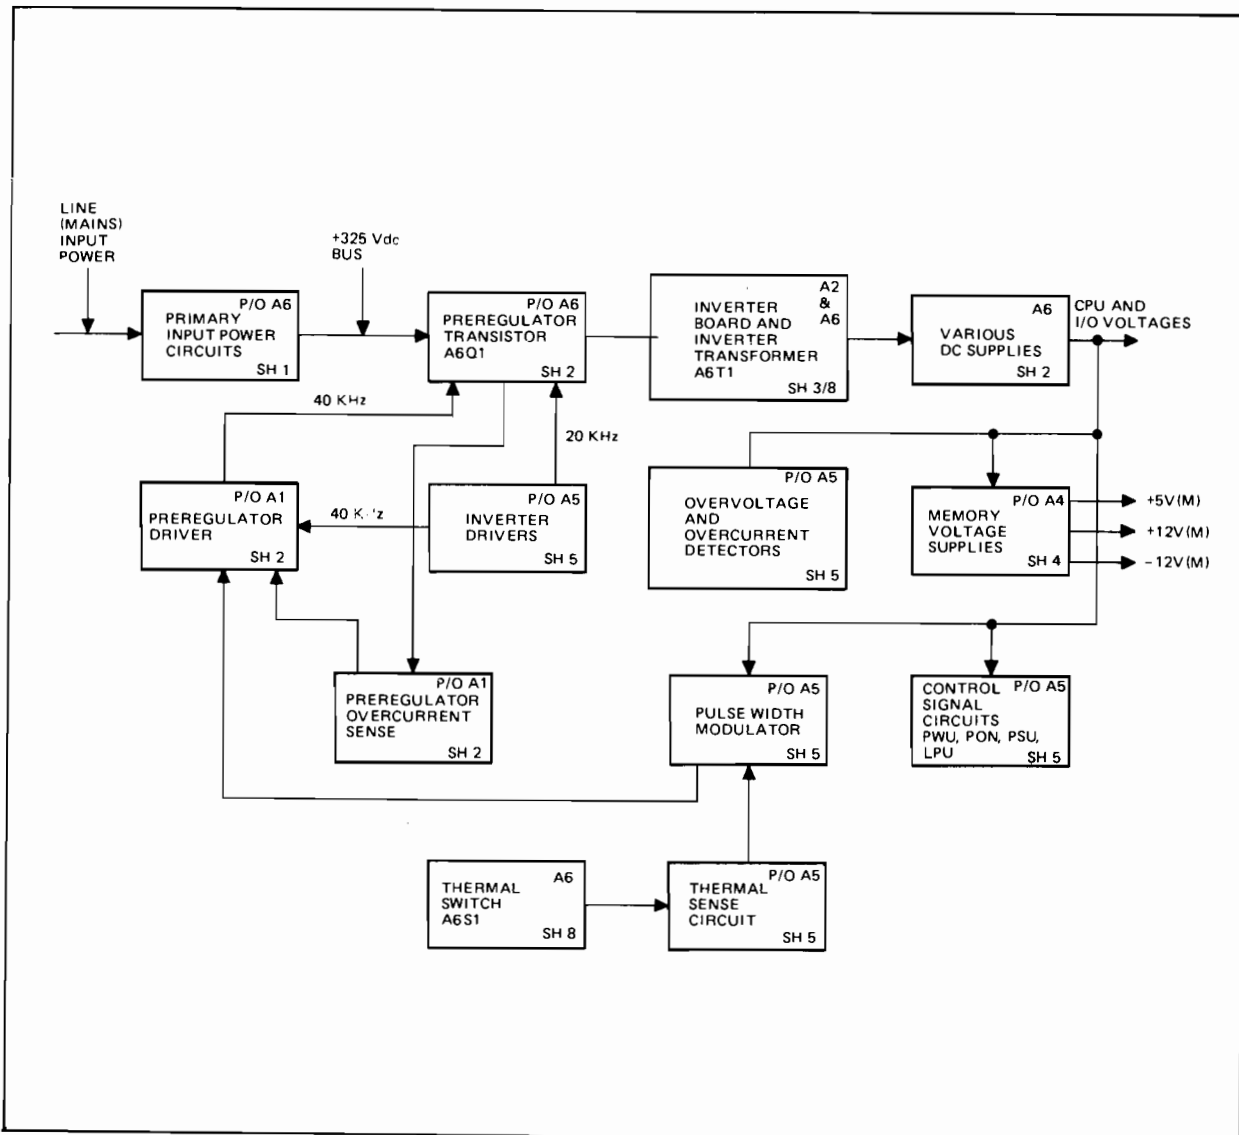 LINE
(MAINS)
INPUT
POWER
+325 Vdc
BUS
P/O A6
PRIMARY
INPUT POWER
CIRCUITS
SH 1
P/O A6
PREREGULATOR
TRANSISTOR
A6Q1
SH 2
A2
&
A6
INVERTER
BOARD AND
INVERTER
TRANSFORMER
A6T1
SH 3/8
A6
VARIOUS
DC SUPPLIES
SH 2
CPU AND
I/O VOLTAGES
40 KHz
20 KHz
P/O A1
PREREGULATOR
DRIVER
SH 2
40 K
P/O A5
INVERTER
DRIVERS
SH 5
P/O A5
OVERVOLTAGE
AND
OVERCURRENT
DETECTORS
SH 5
P/O A4
MEMORY
VOLTAGE
SUPPLIES
SH 4
+5V(M)
+12V(M)
-12V(M)
P/O A1
PREREGULATOR
OVERCURRENT
SENSE
SH 2
P/O A5
PULSE WIDTH
MODULATOR
SH 5
CONTROL P/O A5
SIGNAL
CIRCUITS
PWU, PON, PSU,
LPU SH 5
A6
THERMAL
SWITCH
A6S1
SH 8
P/O A5
THERMAL
SENSE
CIRCUIT
SH 5